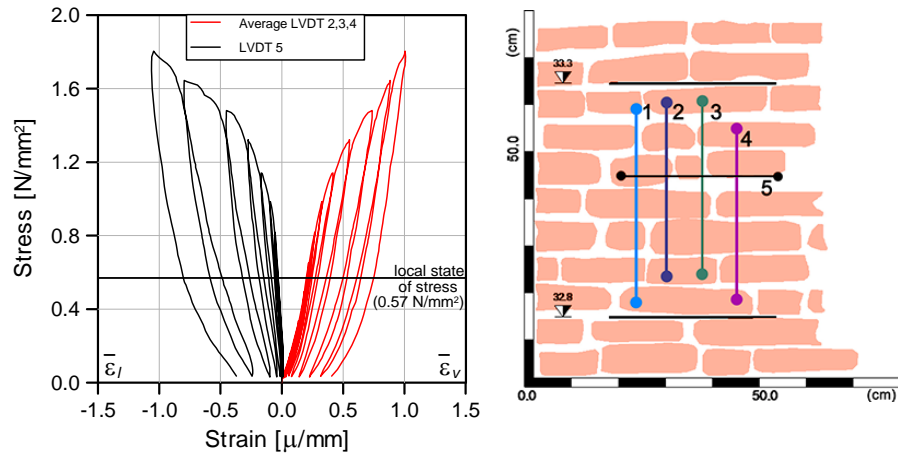 Average LVDT 2,3,4
LVDT 5
2.0
1.6
1.2
0.8
0.4
0.0
Stress [N/mm²]
local state
of stress
(0.57 N/mm²)
ε̅l
ε̅v
-1.5 -1.0 -0.5 0.0 0.5 1.0 1.5
Strain [μ/mm]
(cm)
33.3
1 2 3
4
50.0
5
32.8
0.0 50.0 (cm)